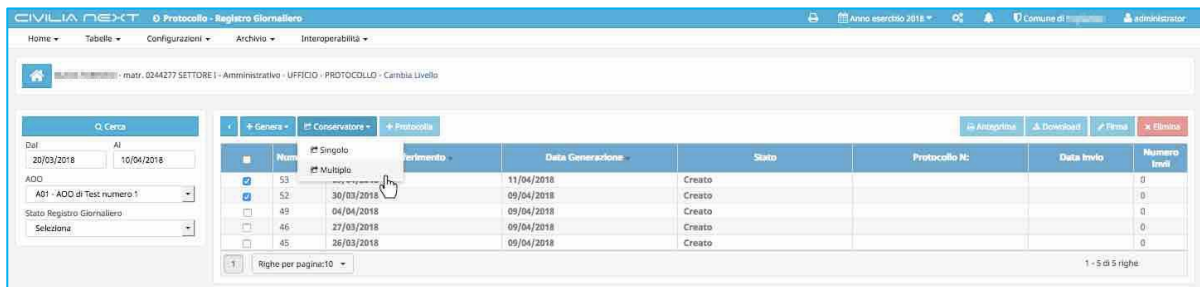 CIVILIA NEXT Protocollo - Registro Giornaliero Anno esercizio 2018 Comune di administrator
Home Tabelle Configurazioni Archivio Interoperabilità
- matr. 0244277 SETTORE I - Amministrativo - UFFICIO - PROTOCOLLO - Cambia Livello
Cerca
Dal Al
20/03/2018 10/04/2018
AOO
A01 - AOO di Test numero 1
Stato Registro Giornaliero
Seleziona
+ Genera Conservatore + Protocolla Anteprima Download Firma × Elimina
Singolo
Multiplo
Num ferimento Data Generazione Stato Protocollo N: Data Invio Numero Invii
53 11/04/2018 Creato 0
52 30/03/2018 09/04/2018 Creato 0
49 04/04/2018 09/04/2018 Creato 0
46 27/03/2018 09/04/2018 Creato 0
45 26/03/2018 09/04/2018 Creato 0
1 Righe per pagina:10 1 - 5 di 5 righe